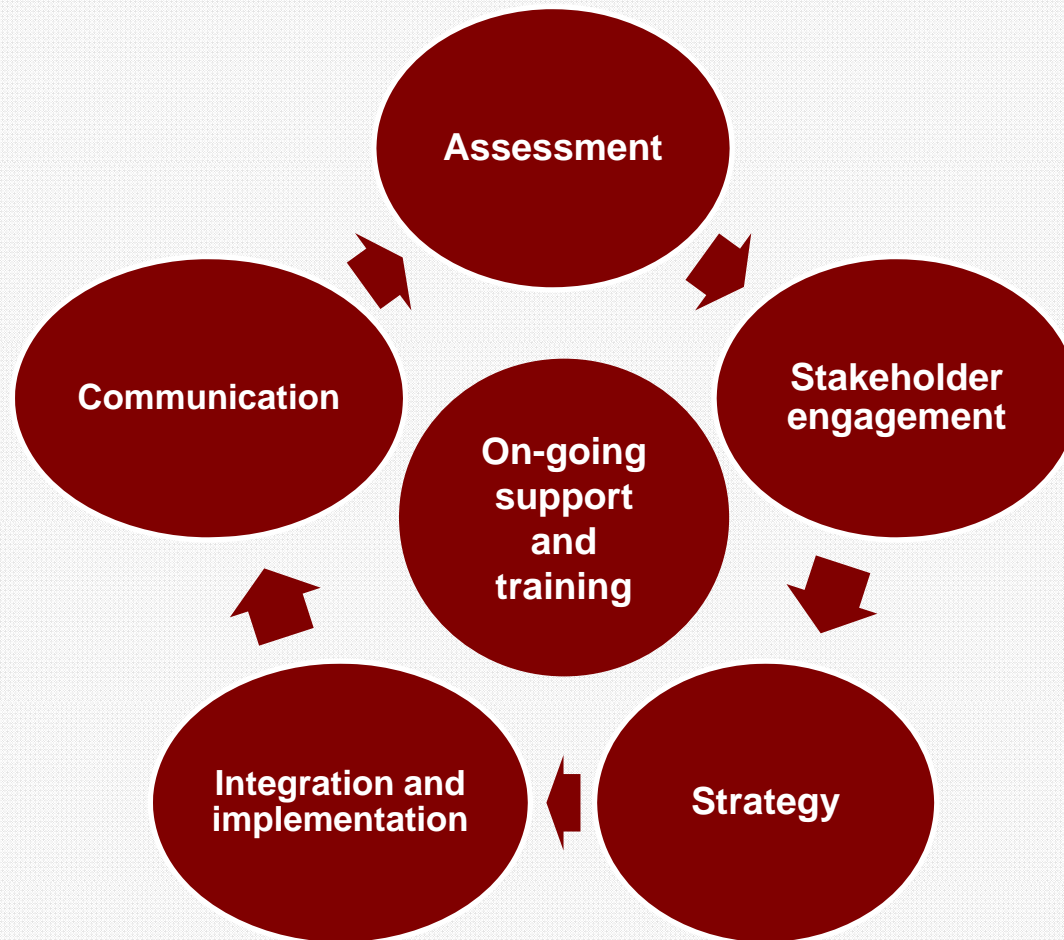 Assessment
Stakeholder
engagement
Strategy
Integration and
implementation
Communication
On-going
support
and
training